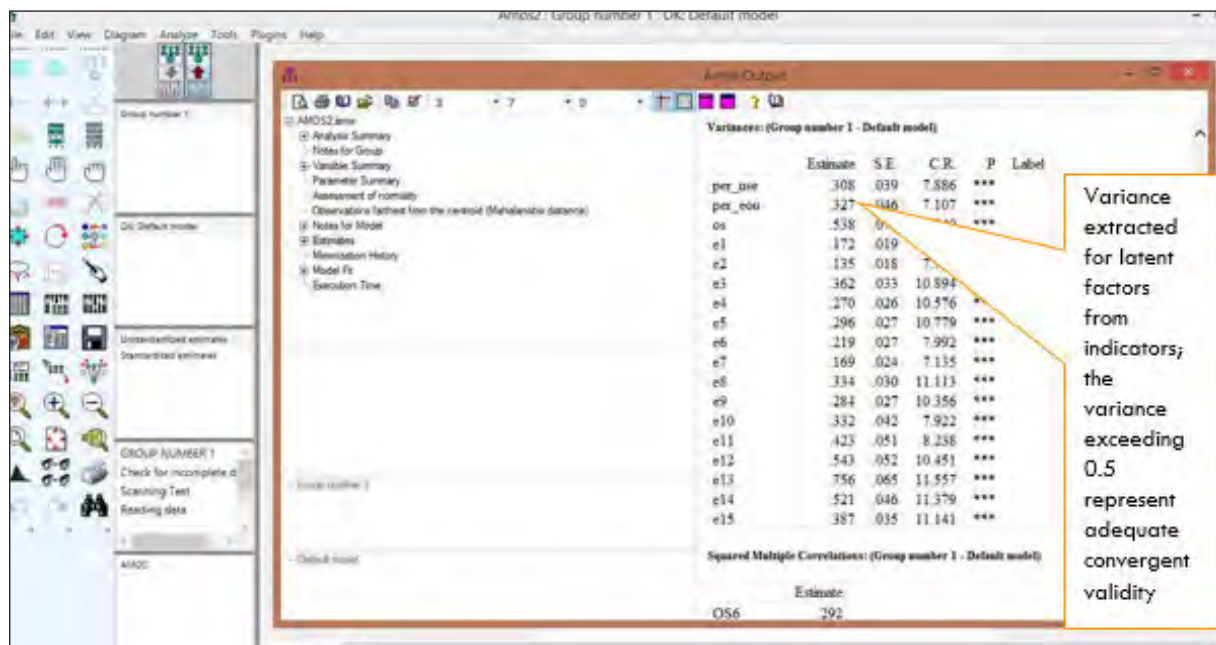 Amos2 : Group number 1 : OK: Default model
Edit View Diagram Analyze Tools Plugins Help
Group number 1
OK: Default model
Unstandardized estimates
Standardized estimates
GROUP NUMBER 1
Check for incomplete d
Scanning Text
Reading data
Amos Output
3 7 0
AMOS2.amw
Analysis Summary
Notes for Group
Variable Summary
Parameter Summary
Assessment of normality
Observations farthest from the centroid (Mahalanobis distance)
Notes for Model
Estimates
Minimization History
Model Fit
Execution Time
- Group number 1
- Default model
Variances: (Group number 1 - Default model)
Estimate S.E. C.R. P Label
per_use .308 .039 7.886 ***
per_eou .327 .046 7.107 ***
os .538 ***
e1 .172 .019
e2 .135 .018
e3 .362 .033 10.894
e4 .270 .026 10.576
e5 .296 .027 10.779 ***
e6 .219 .027 7.992 ***
e7 .169 .024 7.135 ***
e8 .334 .030 11.113 ***
e9 .284 .027 10.356 ***
e10 .332 .042 7.922 ***
e11 .423 .051 8.238 ***
e12 .543 .052 10.451 ***
e13 .756 .065 11.557 ***
e14 .521 .046 11.379 ***
e15 .387 .035 11.141 ***
Squared Multiple Correlations: (Group number 1 - Default model)
Estimate
OS6 .292
Variance
extracted
for latent
factors
from
indicators;
the
variance
exceeding
0.5
represent
adequate
convergent
validity